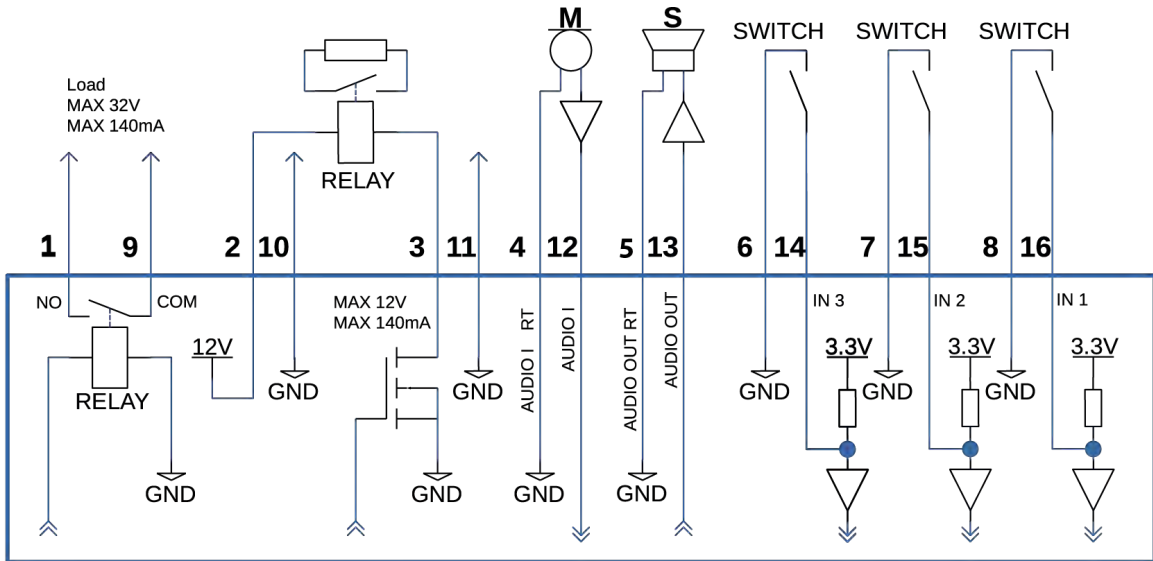 M
S
SWITCH
SWITCH
SWITCH
Load
MAX 32V
MAX 140mA
RELAY
1
9
2
10
3
11
4
12
5
13
6
14
7
15
8
16
NO
COM
MAX 12V
MAX 140mA
AUDIO I RT
AUDIO I
AUDIO OUT RT
AUDIO OUT
IN 3
IN 2
IN 1
12V
3.3V
3.3V
3.3V
RELAY
GND
GND
GND
GND
GND
GND
GND
GND
GND